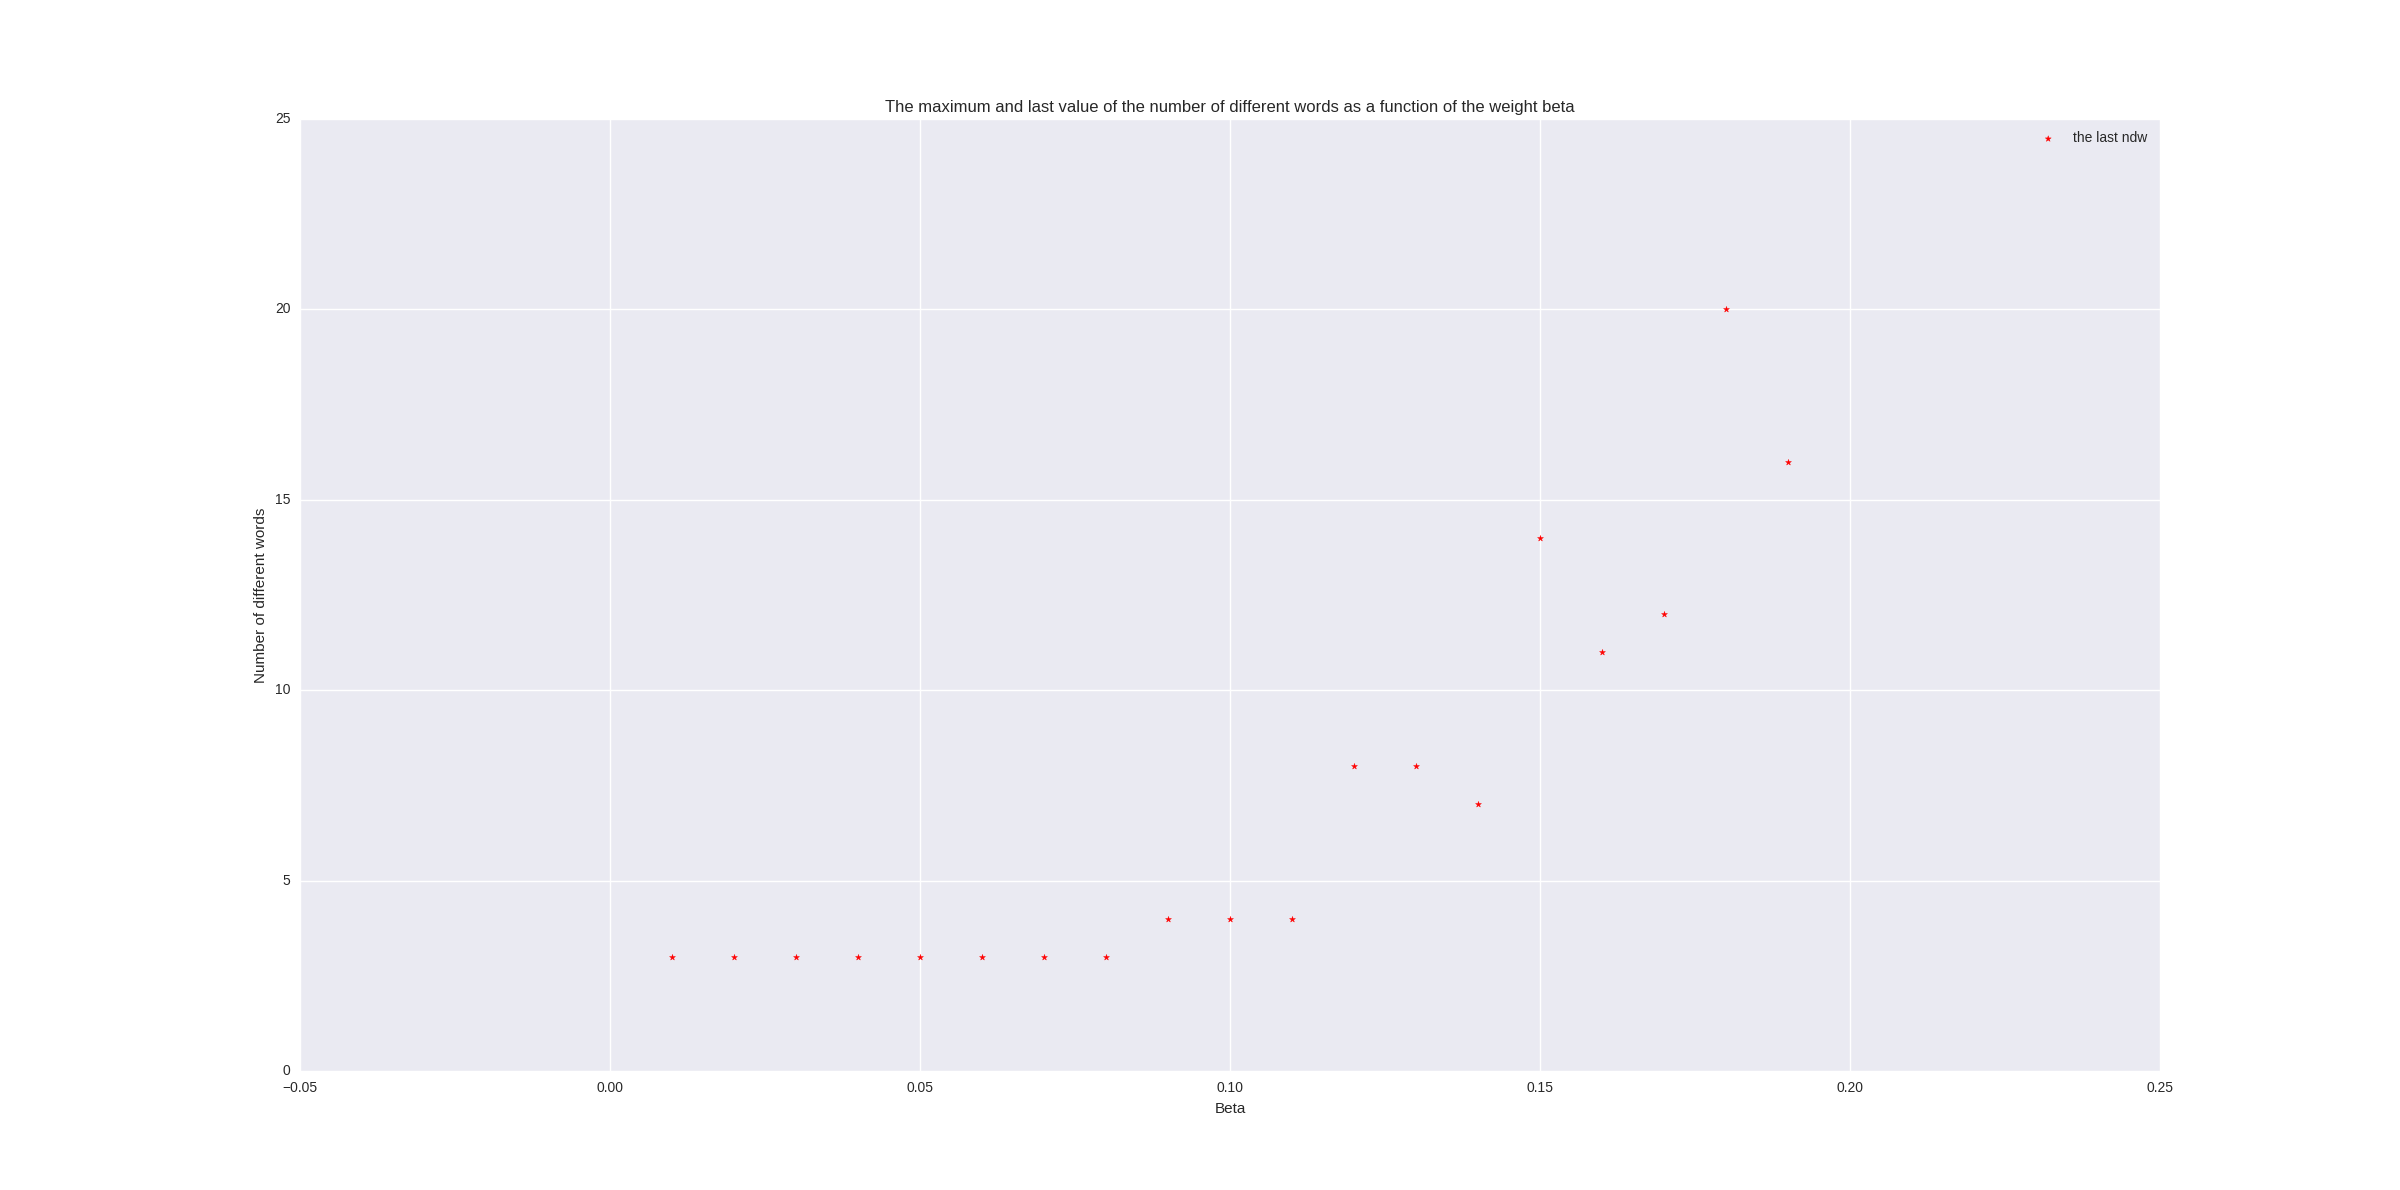 The maximum and last value of the number of different words as a function of the weight beta
the last ndw
25
20
15
10
5
0
Number of different words
−0.05 0.00 0.05 0.10 0.15 0.20 0.25
Beta